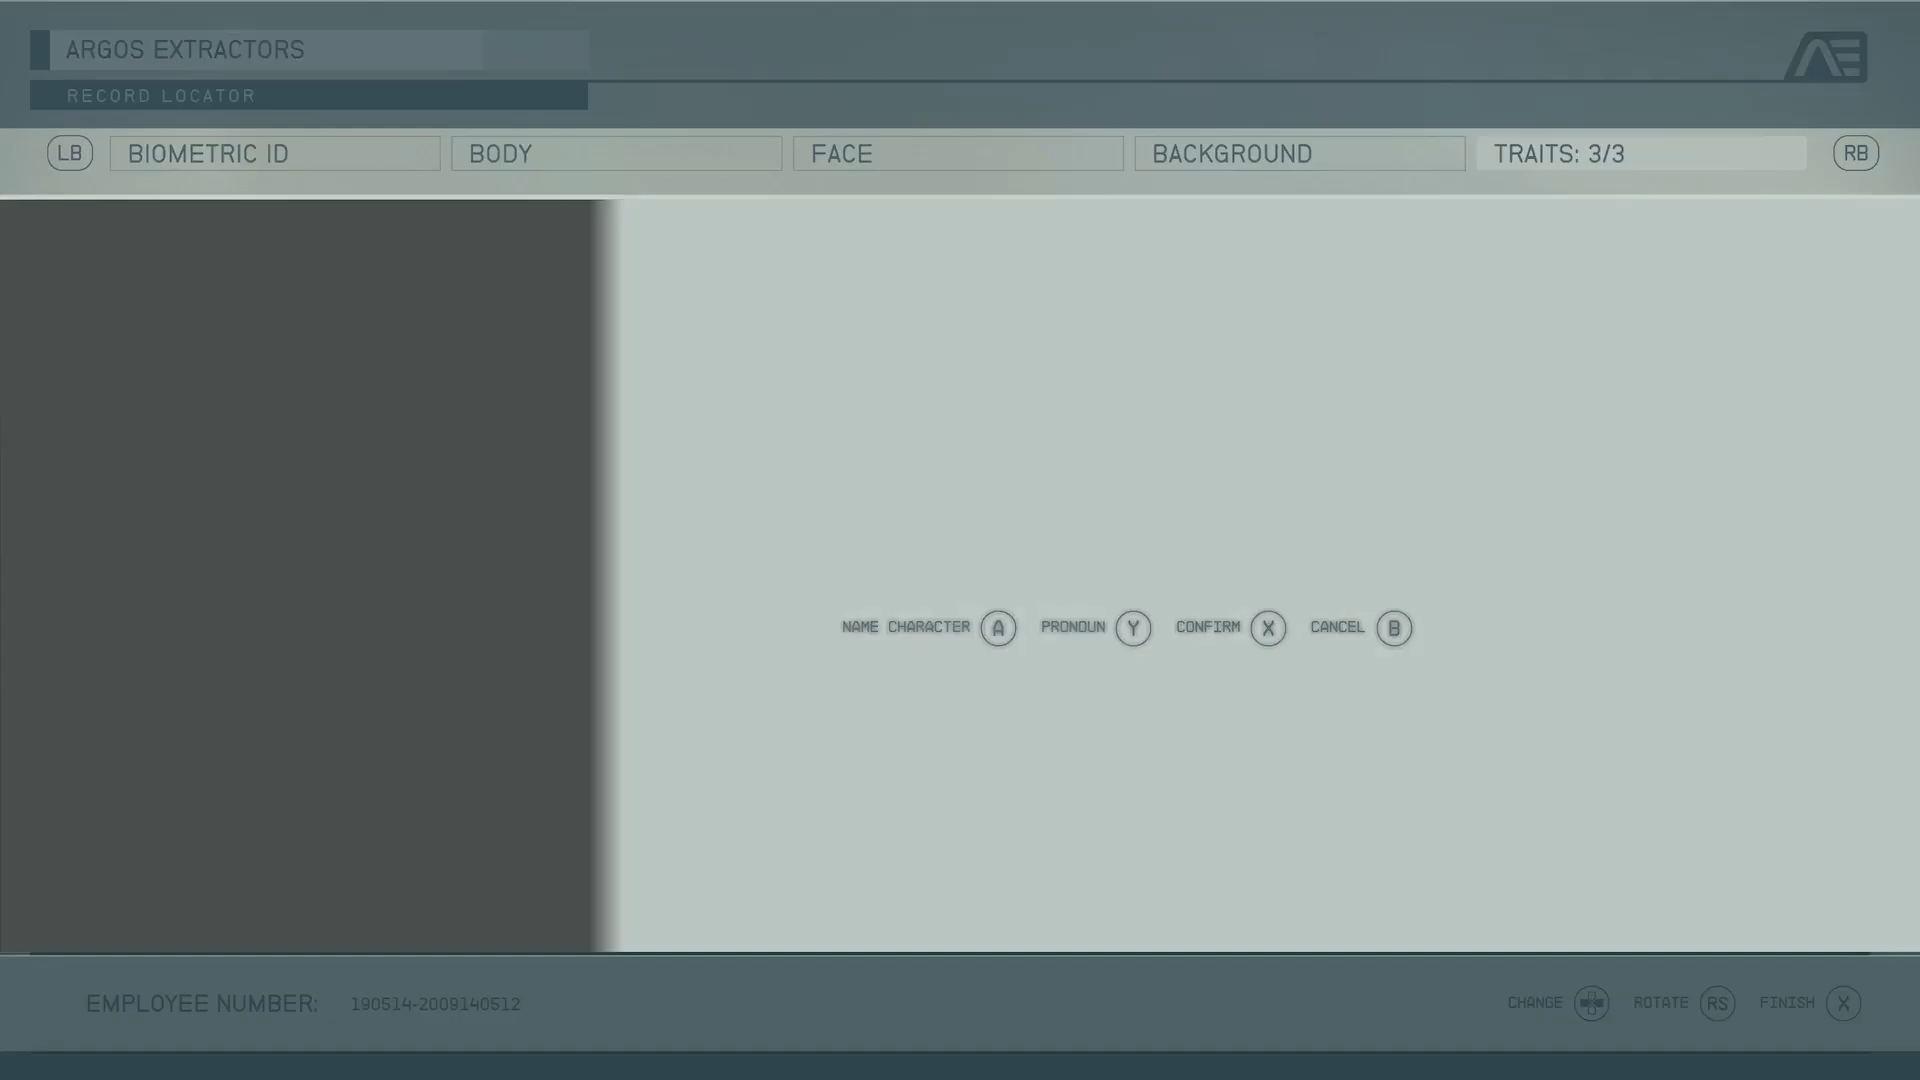 ARGOS EXTRACTORS
RECORD LOCATOR
LB BIOMETRIC ID BODY FACE BACKGROUND TRAITS: 3/3 RB
NAME CHARACTER A PRONOUN Y CONFIRM X CANCEL B
EMPLOYEE NUMBER: 190514-2009140512 CHANGE ROTATE RS FINISH X